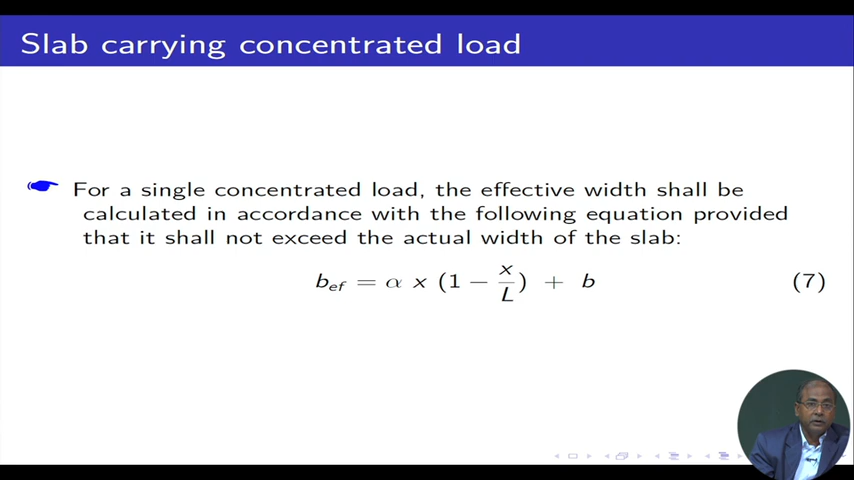 Slab carrying concentrated load
For a single concentrated load, the effective width shall be
calculated in accordance with the following equation provided
that it shall not exceed the actual width of the slab:
b_ef = α x (1 − x/L) + b (7)